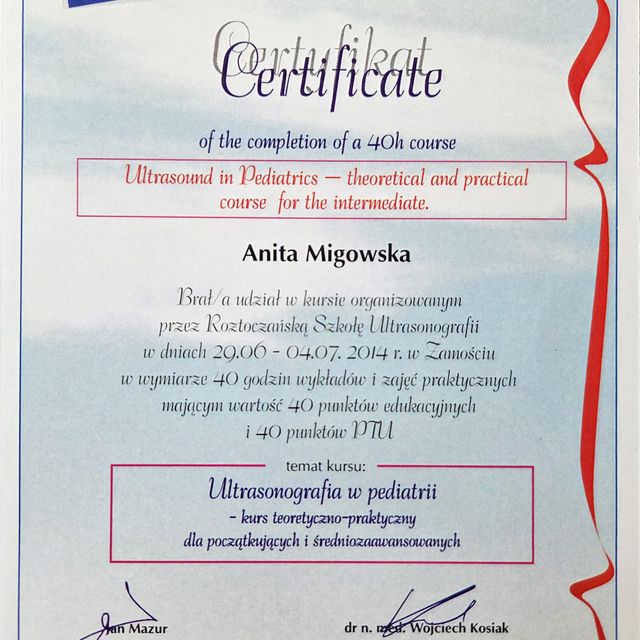 Certyfikat
Certificate
of the completion of a 40h course
Ultrasound in Pediatrics – theoretical and practical
course for the intermediate.
Anita Migowska
Brał/a udział w kursie organizowanym
przez Roztoczańską Szkołę Ultrasonografii
w dniach 29.06 - 04.07. 2014 r. w Zamościu
w wymiarze 40 godzin wykładów i zajęć praktycznych
mającym wartość 40 punktów edukacyjnych
i 40 punktów PTU
temat kursu:
Ultrasonografia w pediatrii
- kurs teoretyczno-praktyczny
dla początkujących i średniozaawansowanych
Jan Mazur
dr n. med. Wojciech Kosiak